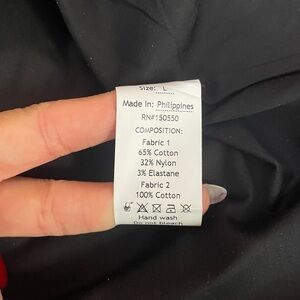 Size: L
Made In: Philippines
RN#150550
COMPOSITION:
Fabric 1
65% Cotton
32% Nylon
3% Elastane
Fabric 2
100% Cotton
Hand wash
Do not bleach